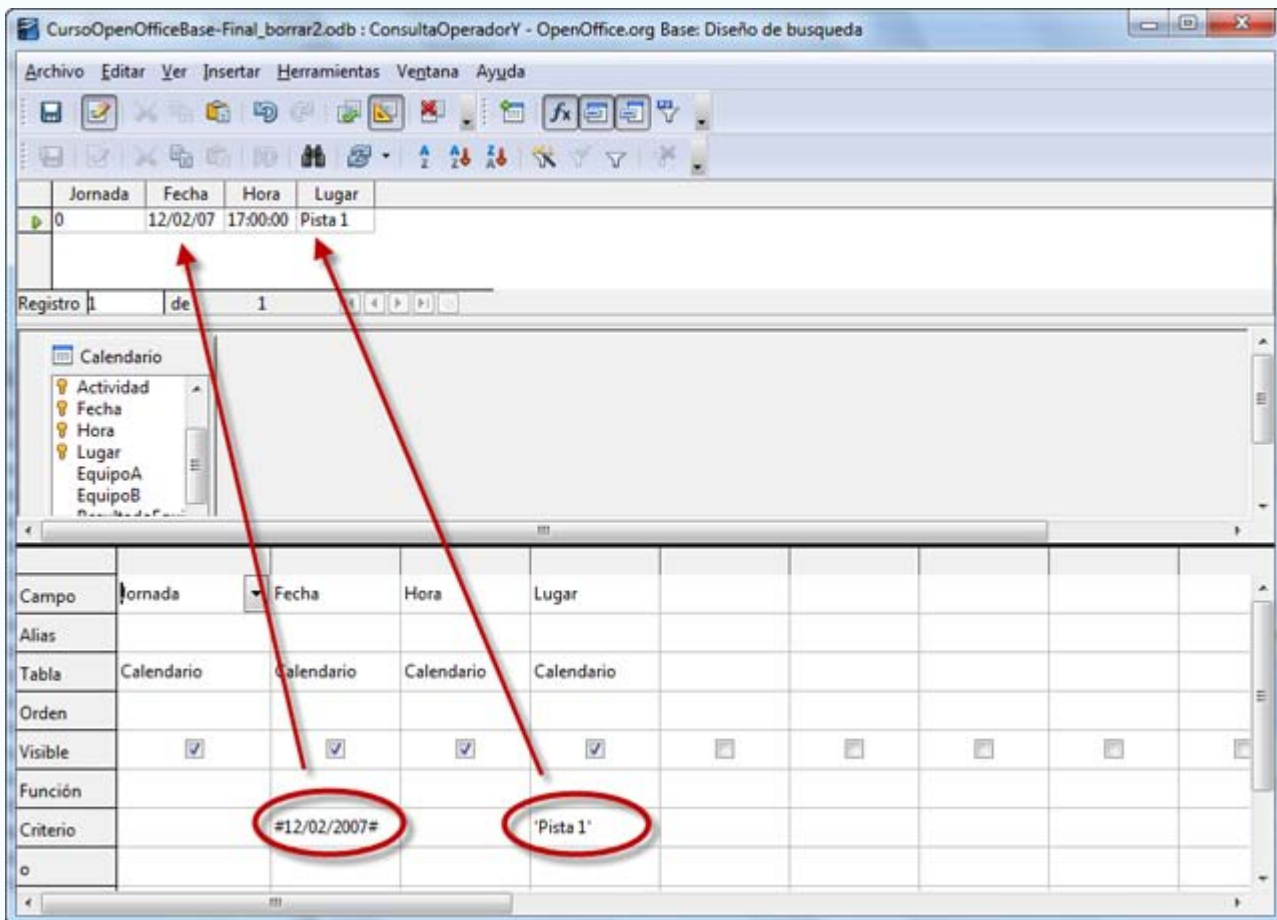 CursoOpenOfficeBase-Final_borrar2.odb : ConsultaOperadorY - OpenOffice.org Base: Diseño de busqueda
Archivo Editar Ver Insertar Herramientas Ventana Ayuda
Jornada Fecha Hora Lugar
0 12/02/07 17:00:00 Pista 1
Registro 1 de 1
Calendario
Actividad
Fecha
Hora
Lugar
EquipoA
EquipoB
Campo Jornada Fecha Hora Lugar
Alias
Tabla Calendario Calendario Calendario Calendario
Orden
Visible
Función
Criterio #12/02/2007# 'Pista 1'
o